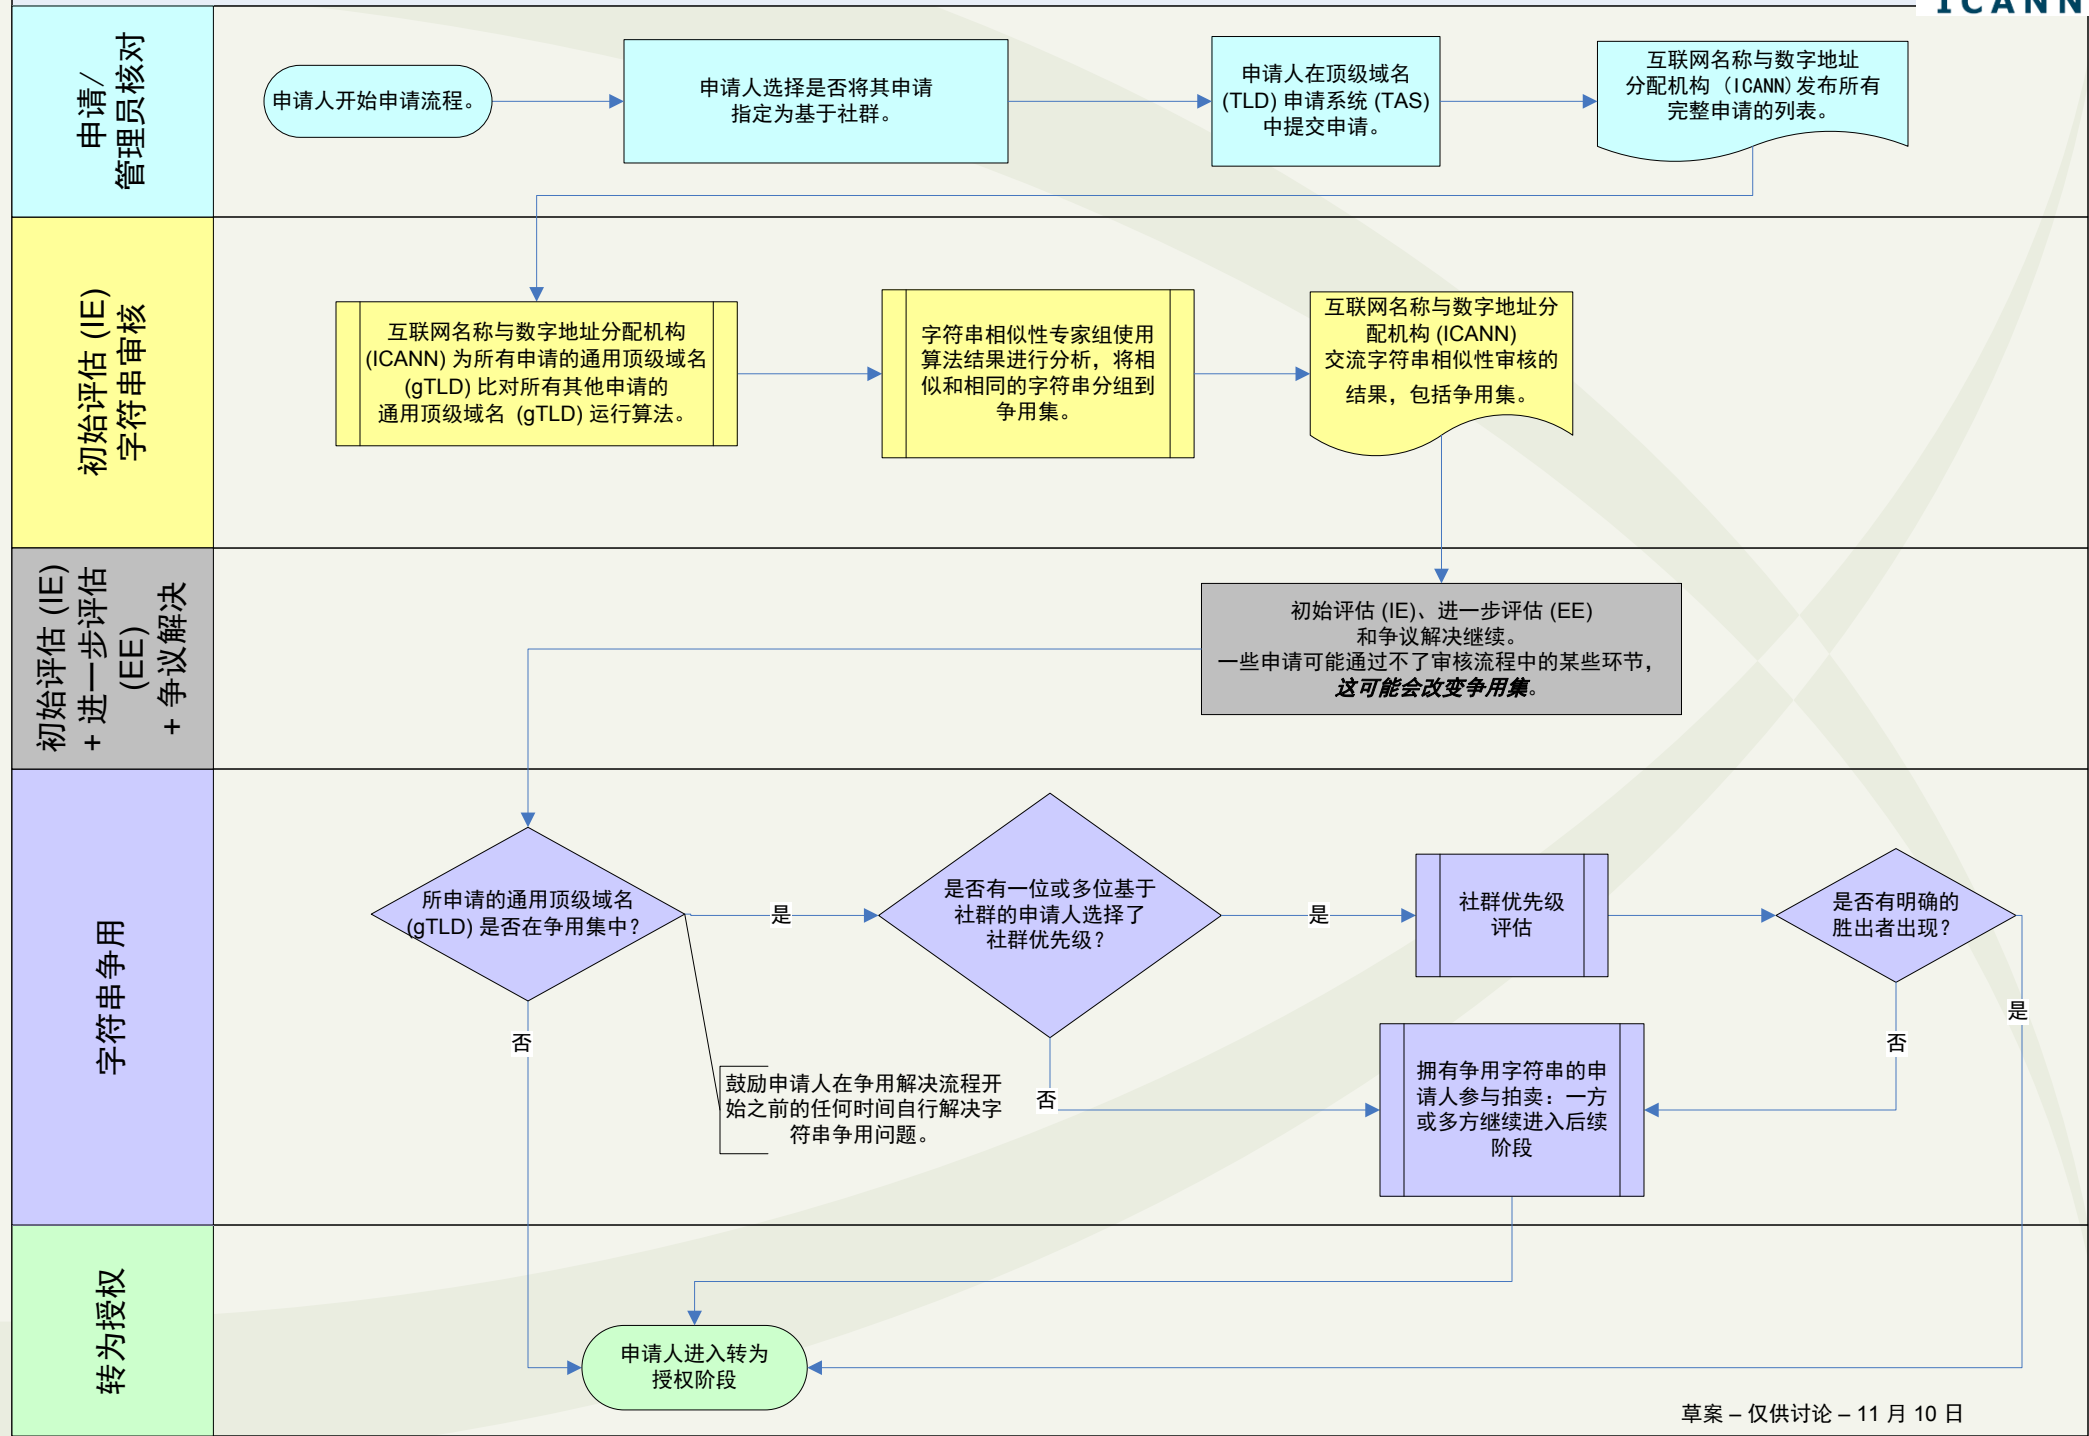 ICANN
申请/
管理员核对
申请人开始申请流程。
申请人选择是否将其申请
指定为基于社群。
申请人在顶级域名
(TLD) 申请系统 (TAS)
中提交申请。
互联网名称与数字地址
分配机构 (ICANN)发布所有
完整申请的列表。
初始评估 (IE)
字符串审核
互联网名称与数字地址分配机构
(ICANN) 为所有申请的通用顶级域名
(gTLD) 比对所有其他申请的
通用顶级域名 (gTLD) 运行算法。
字符串相似性专家组使用
算法结果进行分析，将相
似和相同的字符串分组到
争用集。
互联网名称与数字地址分
配机构 (ICANN)
交流字符串相似性审核的
结果，包括争用集。
初始评估 (IE)
+ 进一步评估
(EE)
+ 争议解决
初始评估 (IE)、进一步评估 (EE)
和争议解决继续。
一些申请可能通过不了审核流程中的某些环节，
这可能会改变争用集。
字符串争用
所申请的通用顶级域名
(gTLD) 是否在争用集中？
是
是否有一位或多位基于
社群的申请人选择了
社群优先级？
是
社群优先级
评估
是否有明确的
胜出者出现？
是
否
否
否
鼓励申请人在争用解决流程开
始之前的任何时间自行解决字
符串争用问题。
拥有争用字符串的申
请人参与拍卖：一方
或多方继续进入后续
阶段
转为授权
申请人进入转为
授权阶段
草案 – 仅供讨论 – 11 月 10 日